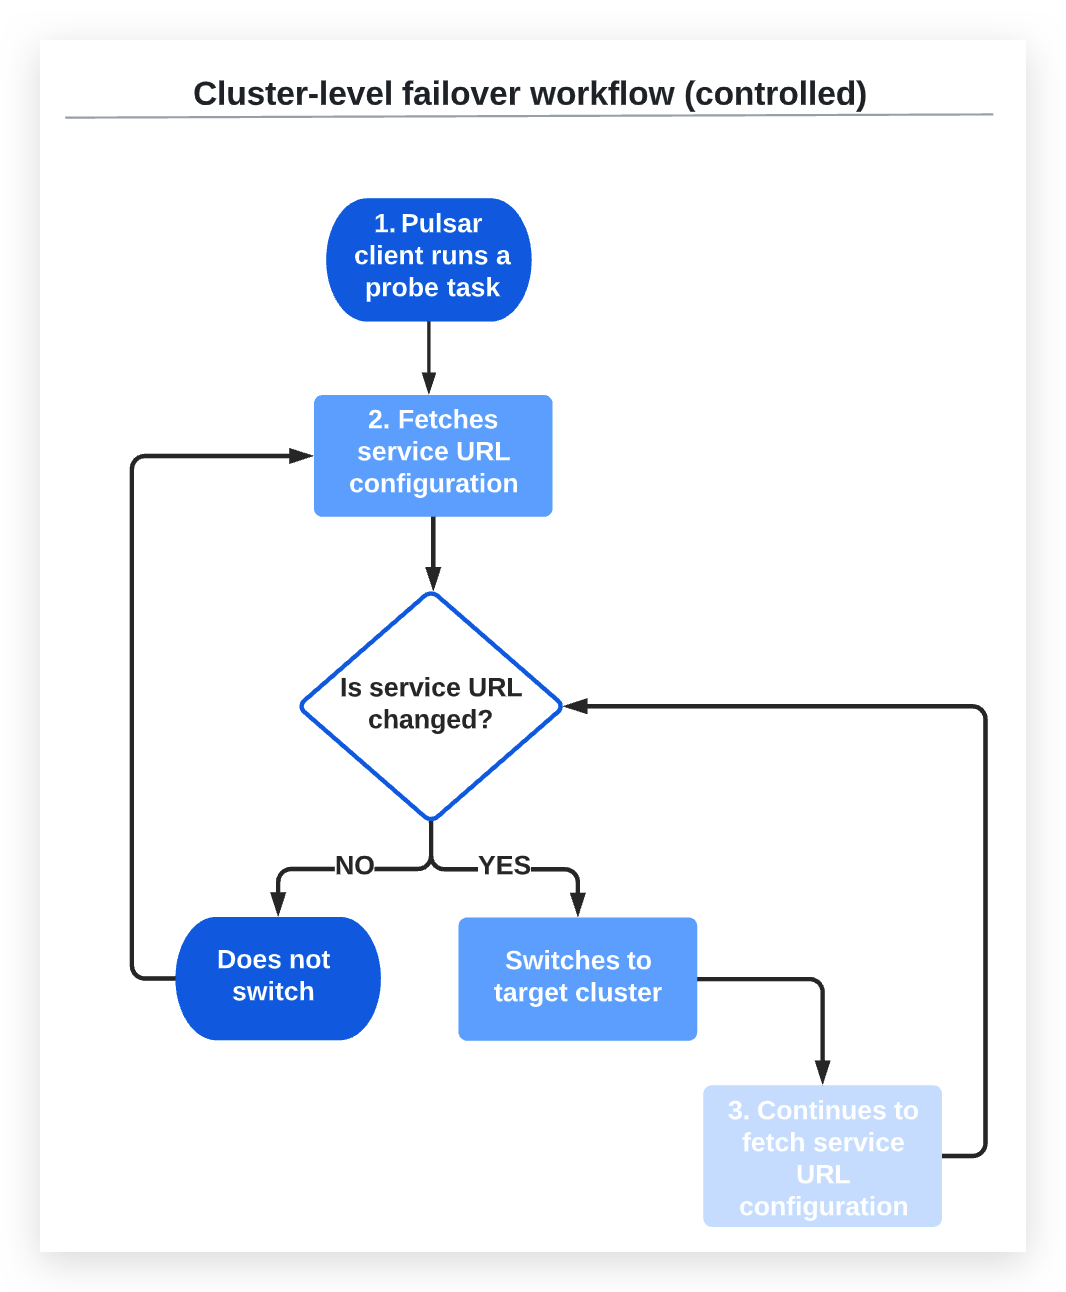 Cluster-level failover workflow (controlled)
1. Pulsar
client runs a
probe task
2. Fetches
service URL
configuration
Is service URL
changed?
NO
YES
Does not
switch
Switches to
target cluster
3. Continues to
fetch service
URL
configuration